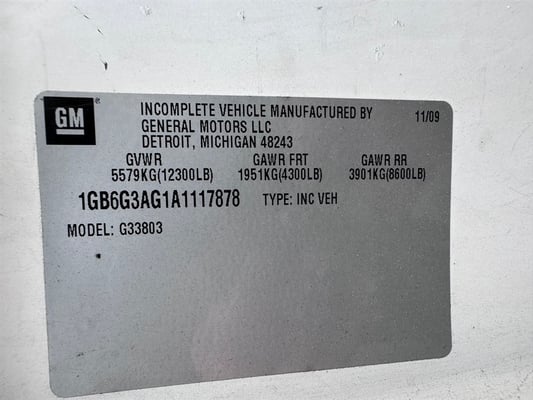 GM
INCOMPLETE VEHICLE MANUFACTURED BY 11/09
GENERAL MOTORS LLC
DETROIT, MICHIGAN 48243
GVWR GAWR FRT GAWR RR
5579KG(12300LB) 1951KG(4300LB) 3901KG(8600LB)
1GB6G3AG1A1117878 TYPE: INC VEH
MODEL: G33803